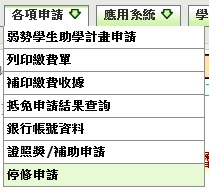 各項申請 應用系統 學
弱勢學生助學計畫申請
列印繳費單
補印繳費收據
抵免申請結果查詢
銀行帳號資料
證照獎/補助申請
停修申請